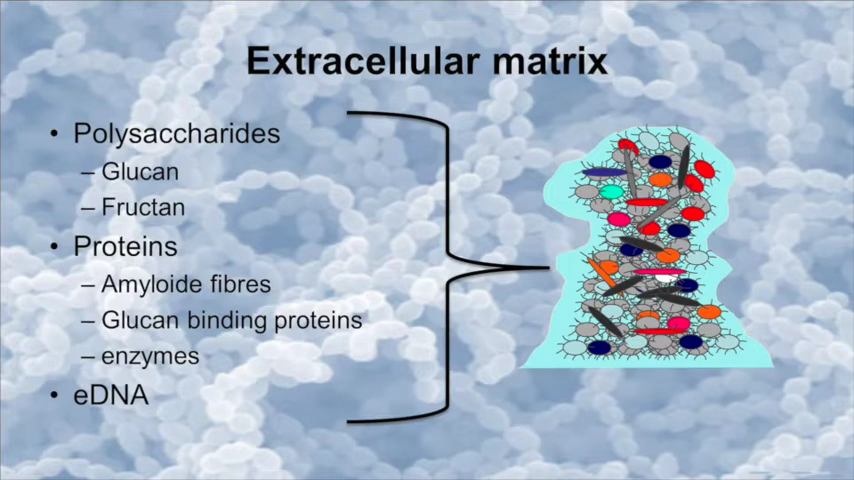 Extracellular matrix
• Polysaccharides
– Glucan
– Fructan
• Proteins
– Amyloide fibres
– Glucan binding proteins
– enzymes
• eDNA